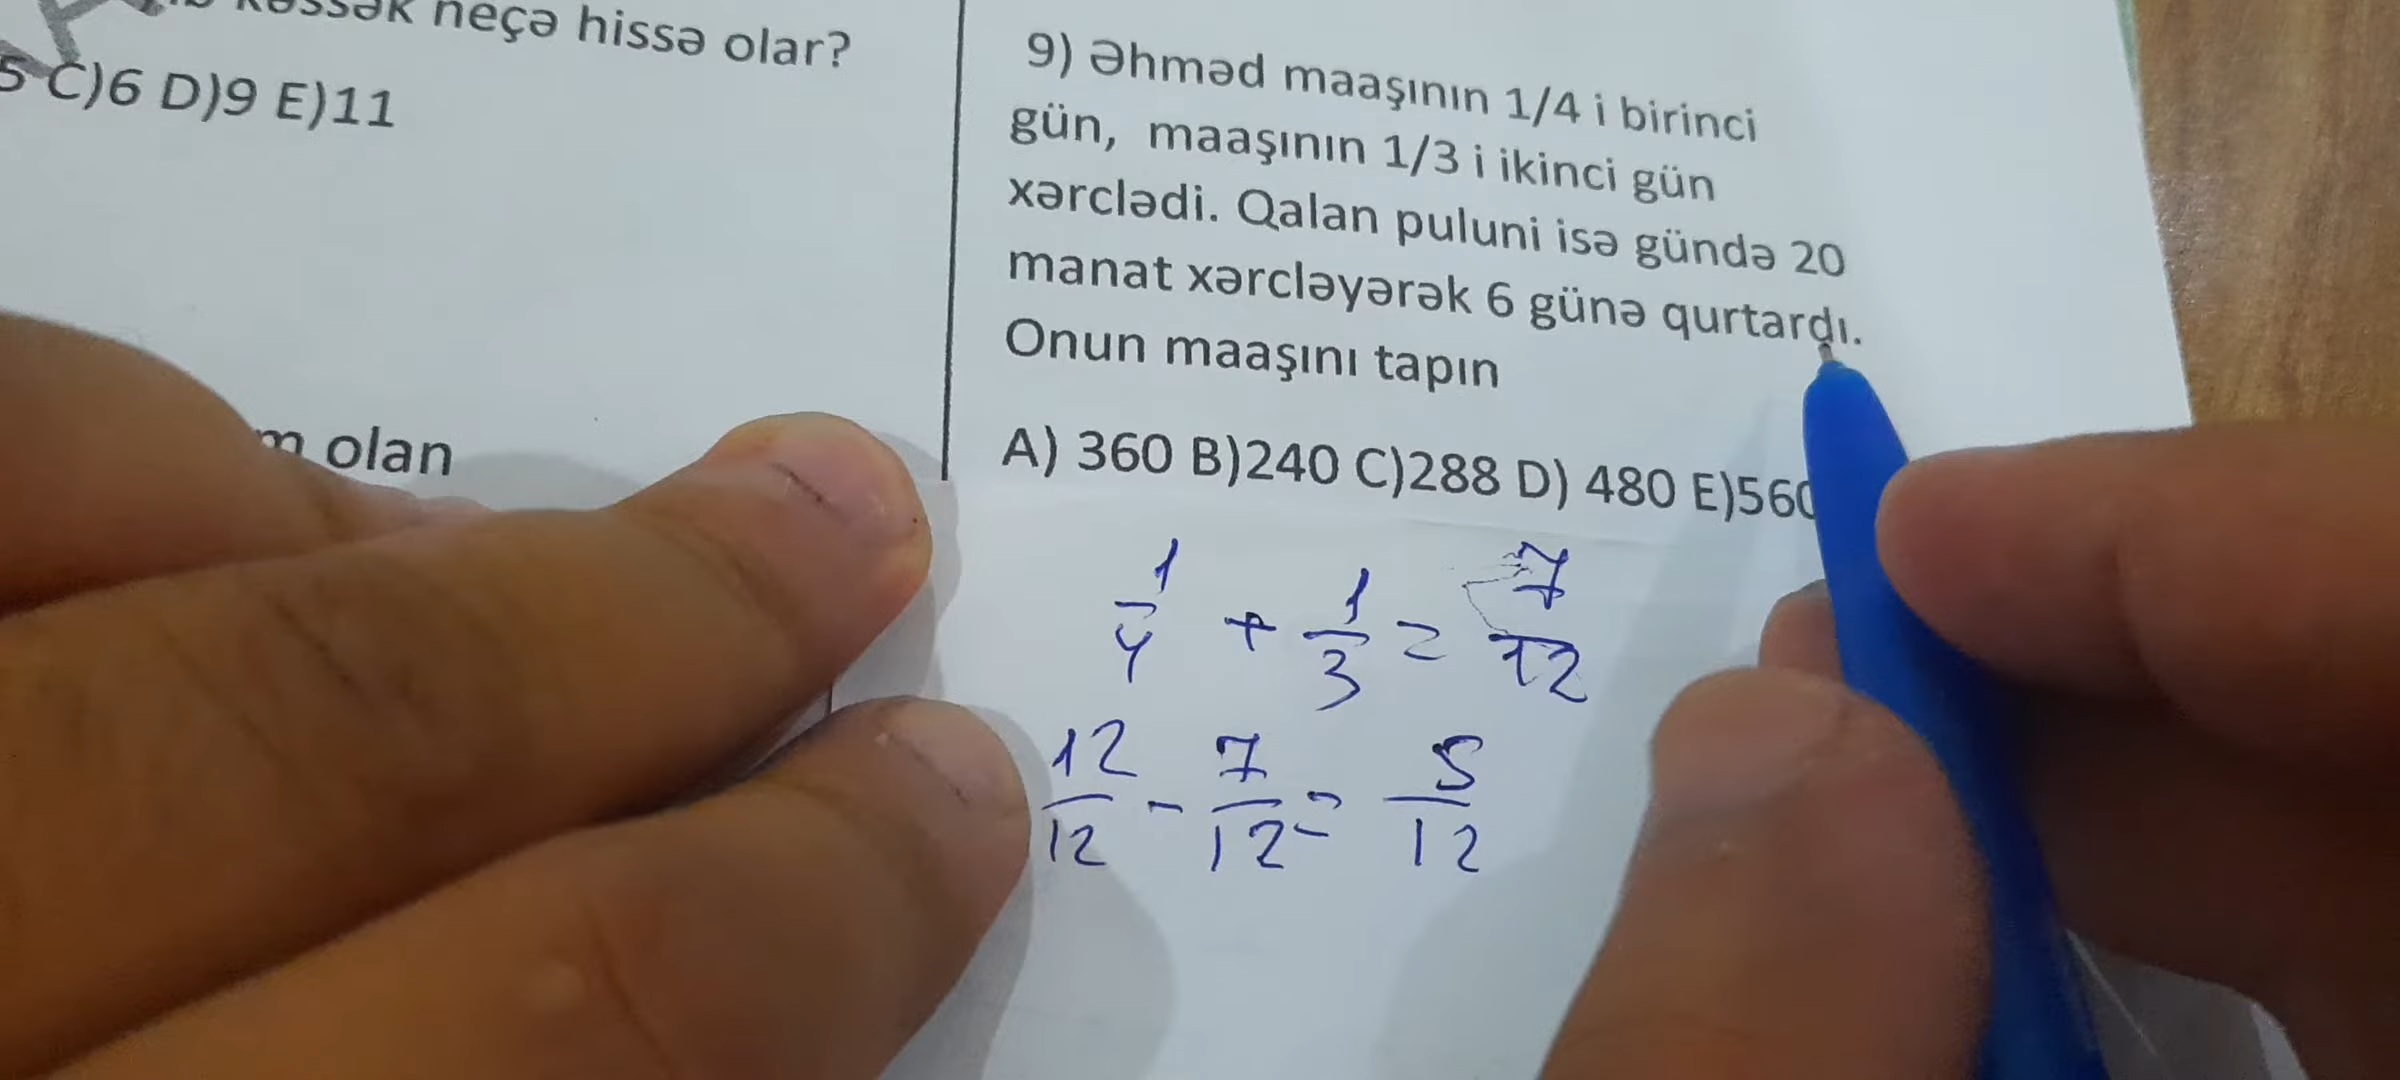 neçə hissə olar?
C)6 D)9 E)11
olan
9) Əhməd maaşının 1/4 i birinci
gün, maaşının 1/3 i ikinci gün
xərclədi. Qalan puluni isə gündə 20
manat xərcləyərək 6 günə qurtardı.
Onun maaşını tapın
A) 360 B)240 C)288 D) 480 E)560
1/4 + 1/3 = 7/12
12/12 - 7/12 = 5/12